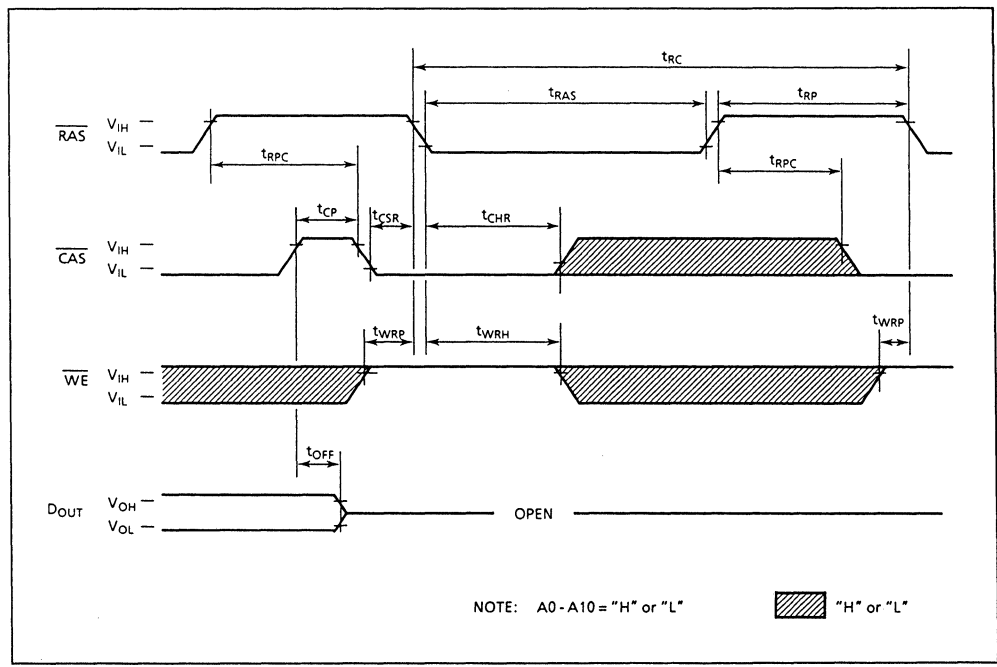 tRC
tRAS
tRP
RAS
VIH
VIL
tRPC
tRPC
tCP
tCSR
tCHR
CAS
VIH
VIL
tWRP
tWRH
tWRP
WE
VIH
VIL
tOFF
DOUT
VOH
VOL
OPEN
NOTE: A0 - A10 = "H" or "L"
"H" or "L"